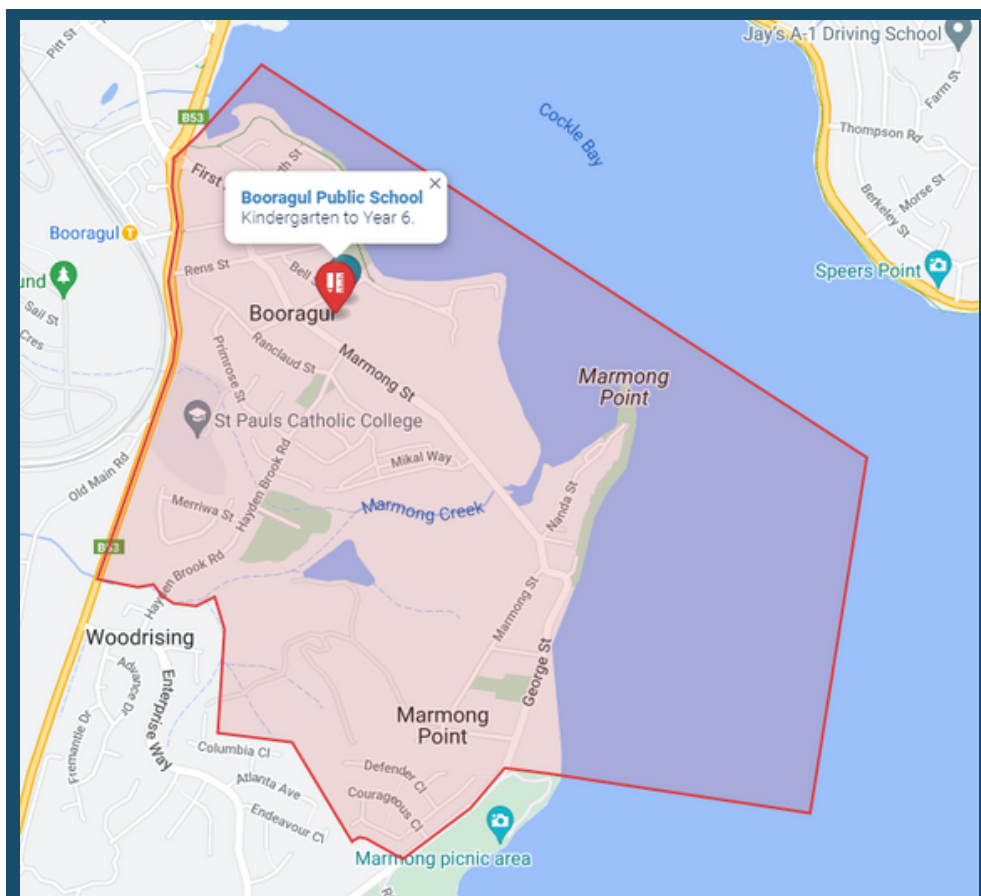 Pitt St
Jay's A-1 Driving School
Farm St
B53
Cockle
Bay
Thompson Rd
First
th St
Morse St
Berkeley St
Booragul Public School
Kindergarten to Year 6.
Booragul
Speers Point
Rens St
Bell S
und
Booragul
Sail St
Cres
Ranclaud St
Primrose St
Marmong St
Marmong
Point
St Pauls Catholic College
Mikal Way
Old Main Rd
Hayden Brook Rd
Merriwa St
Marmong Creek
Nanda St
B53
Hayden Brook Rd
Marmong St
Woodrising
George St
Advance Dr
Enterprise Way
Fremantle Dr
Marmong
Point
Columbia Cl
Defender Cl
Atlanta Ave
Courageous Cl
Endeavour Cl
Marmong picnic area